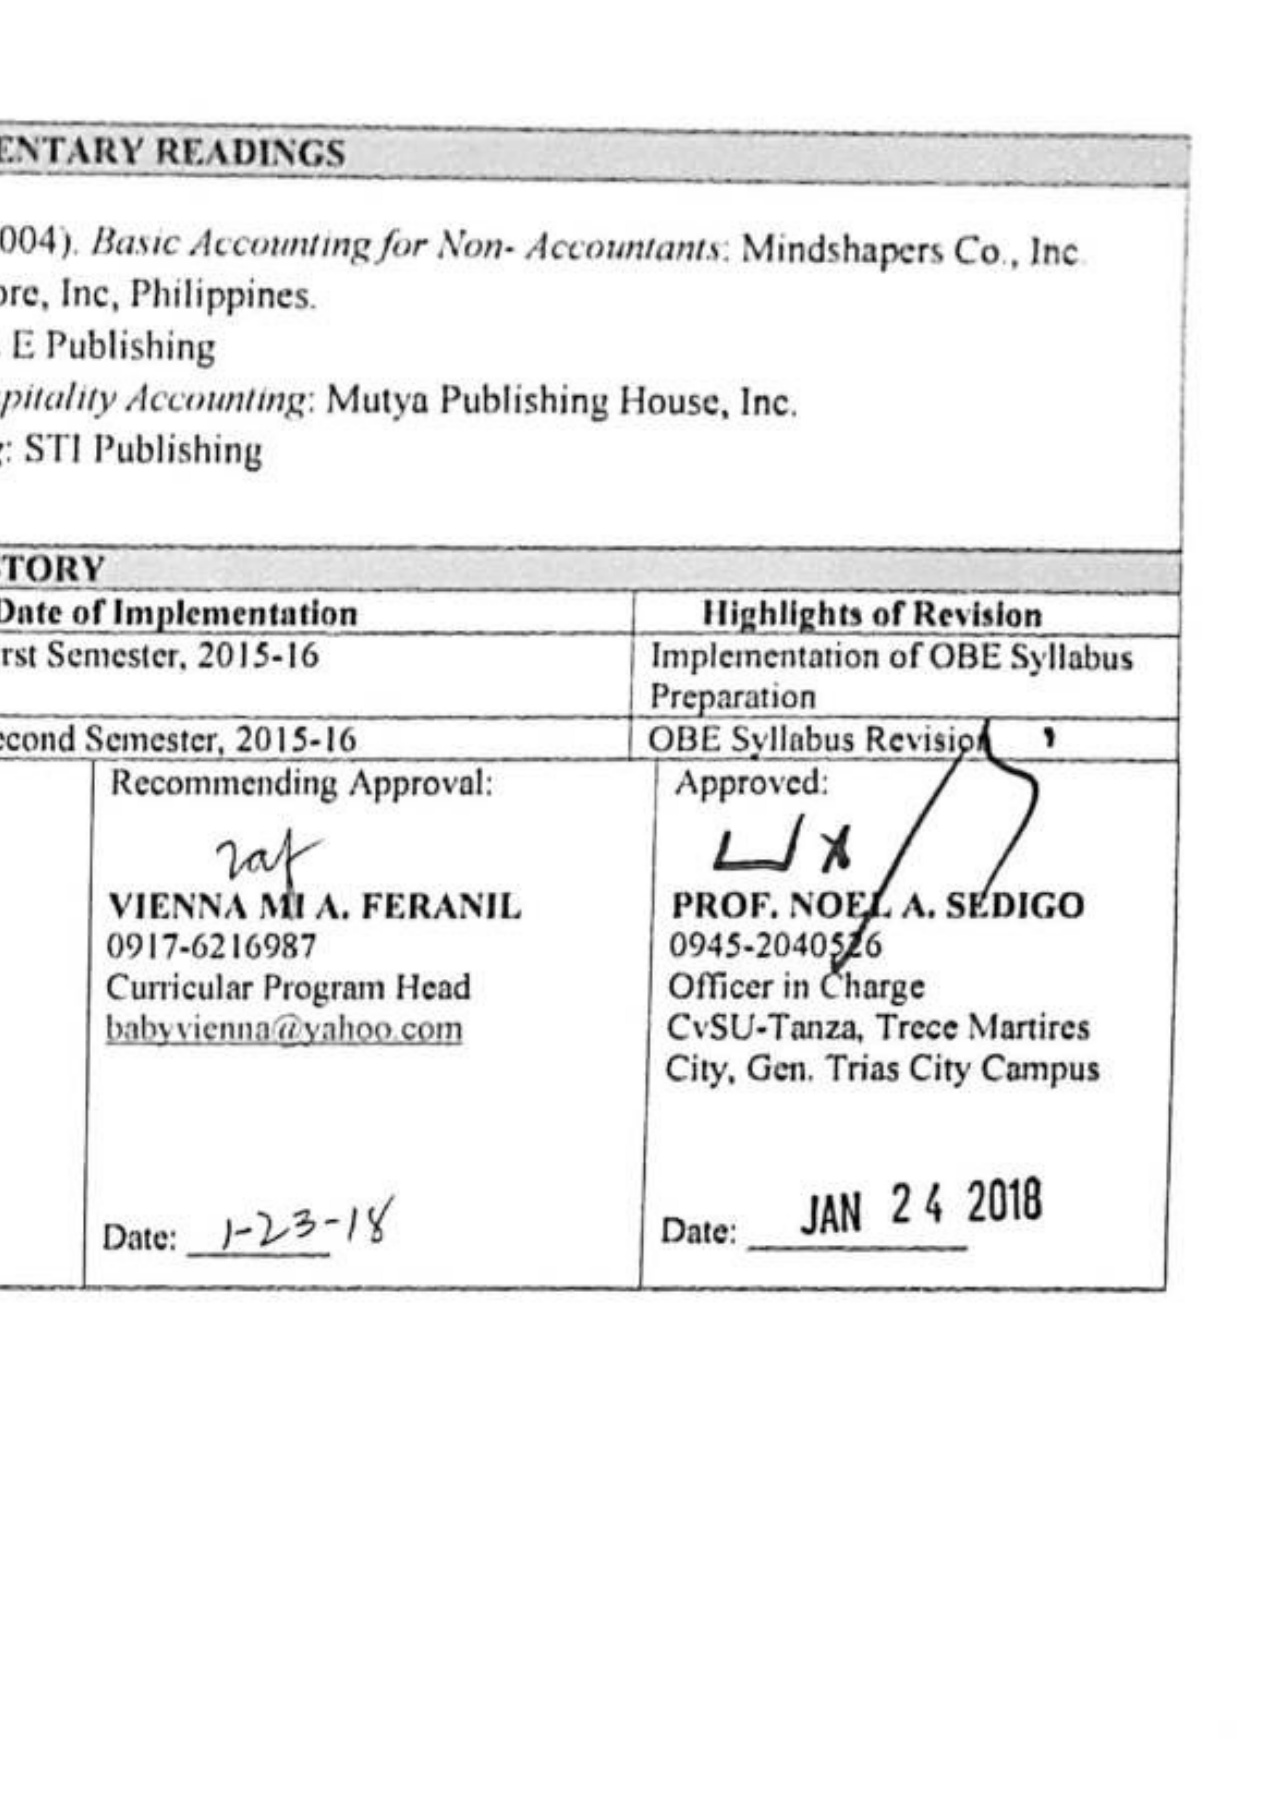 ENTARY READINGS
004). Basic Accounting for Non- Accountants: Mindshapers Co., Inc.
ore, Inc, Philippines.
E Publishing
pitality Accounting: Mutya Publishing House, Inc.
g: STI Publishing
TORY
Date of Implementation Highlights of Revision
rst Semester, 2015-16 Implementation of OBE Syllabus
Preparation
econd Semester, 2015-16 OBE Syllabus Revision
Recommending Approval:
VIENNA MI A. FERANIL
0917-6216987
Curricular Program Head
babyvienna@yahoo.com
Date: 1-23-18
Approved:
PROF. NOEL A. SEDIGO
0945-2040526
Officer in Charge
CvSU-Tanza, Trece Martires
City, Gen. Trias City Campus
Date: JAN 24 2018